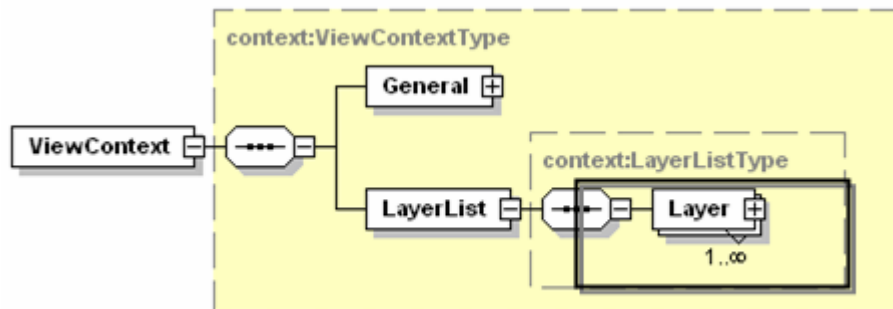 context:ViewContextType
General
ViewContext
context:LayerListType
LayerList
Layer
1..∞